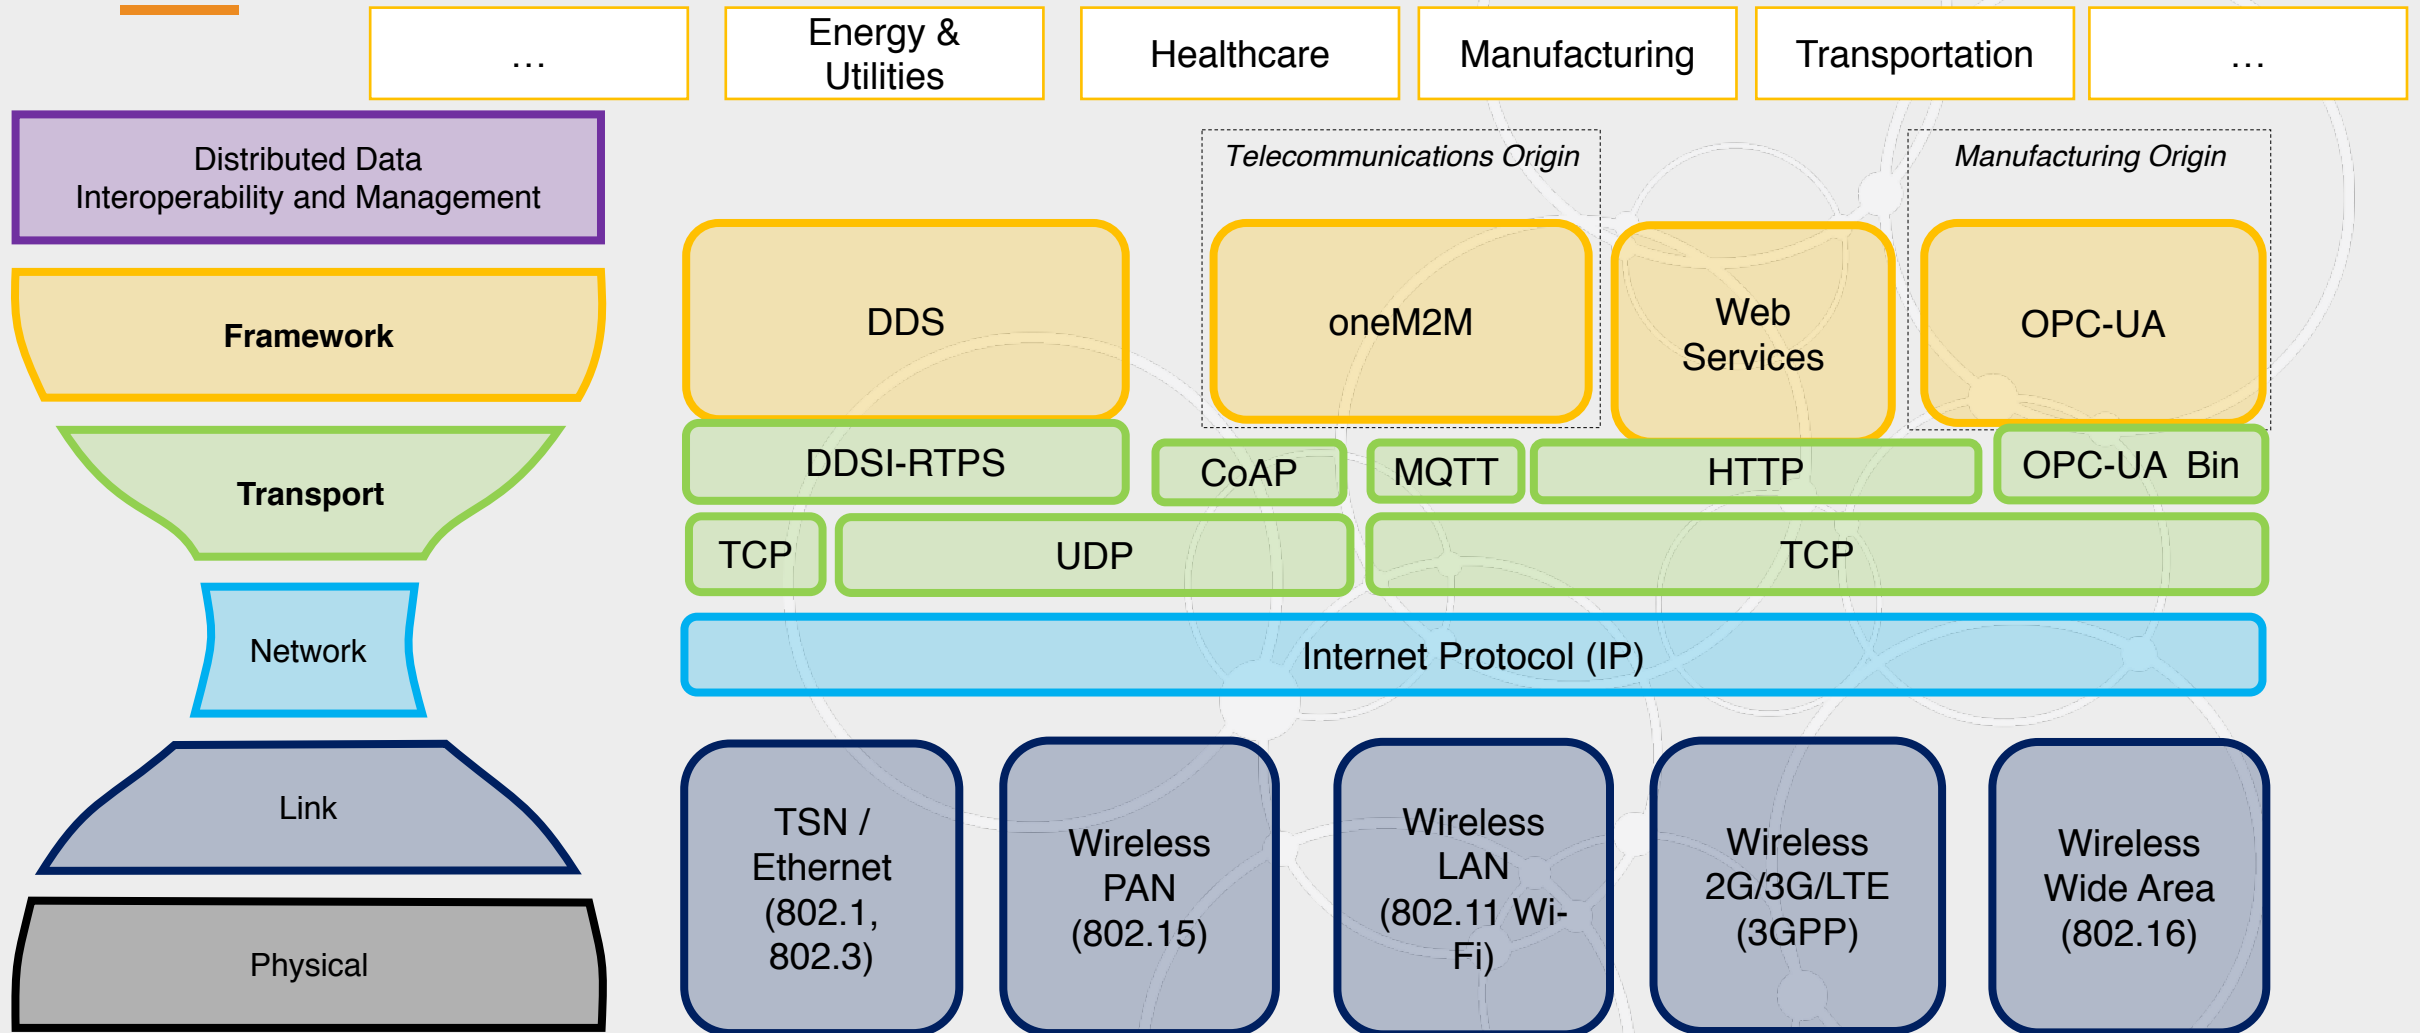 …
Energy &
Utilities
Healthcare
Manufacturing
Transportation
…
Distributed Data
Interoperability and Management
Telecommunications Origin
Manufacturing Origin
Framework
DDS
oneM2M
Web
Services
OPC-UA
Transport
DDSI-RTPS
CoAP
MQTT
HTTP
OPC-UA Bin
TCP
UDP
TCP
Network
Internet Protocol (IP)
Link
TSN /
Ethernet
(802.1,
802.3)
Wireless
PAN
(802.15)
Wireless
LAN
(802.11 Wi-
Fi)
Wireless
2G/3G/LTE
(3GPP)
Wireless
Wide Area
(802.16)
Physical